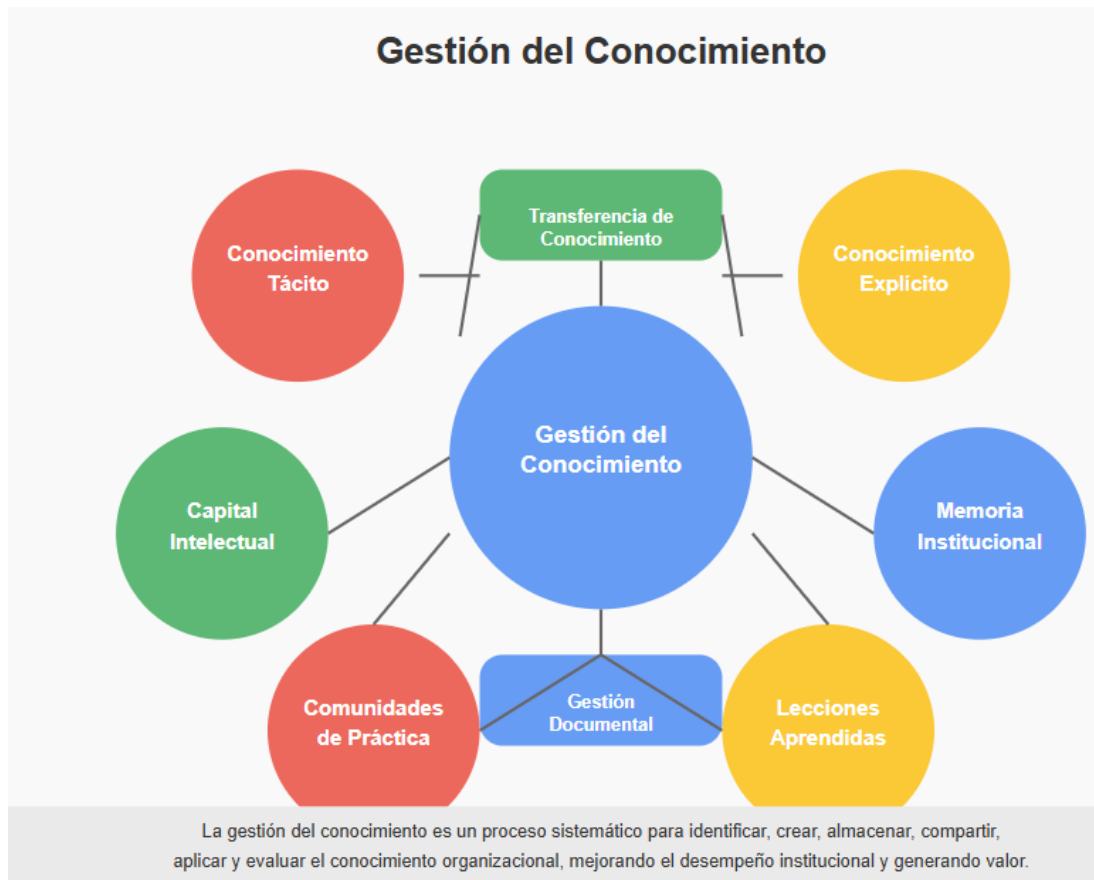 Gestión del Conocimiento
Transferencia de
Conocimiento
Conocimiento
Tácito
Conocimiento
Explícito
Gestión del
Conocimiento
Capital
Intelectual
Memoria
Institucional
Comunidades
de Práctica
Gestión
Documental
Lecciones
Aprendidas
La gestión del conocimiento es un proceso sistemático para identificar, crear, almacenar, compartir,
aplicar y evaluar el conocimiento organizacional, mejorando el desempeño institucional y generando valor.